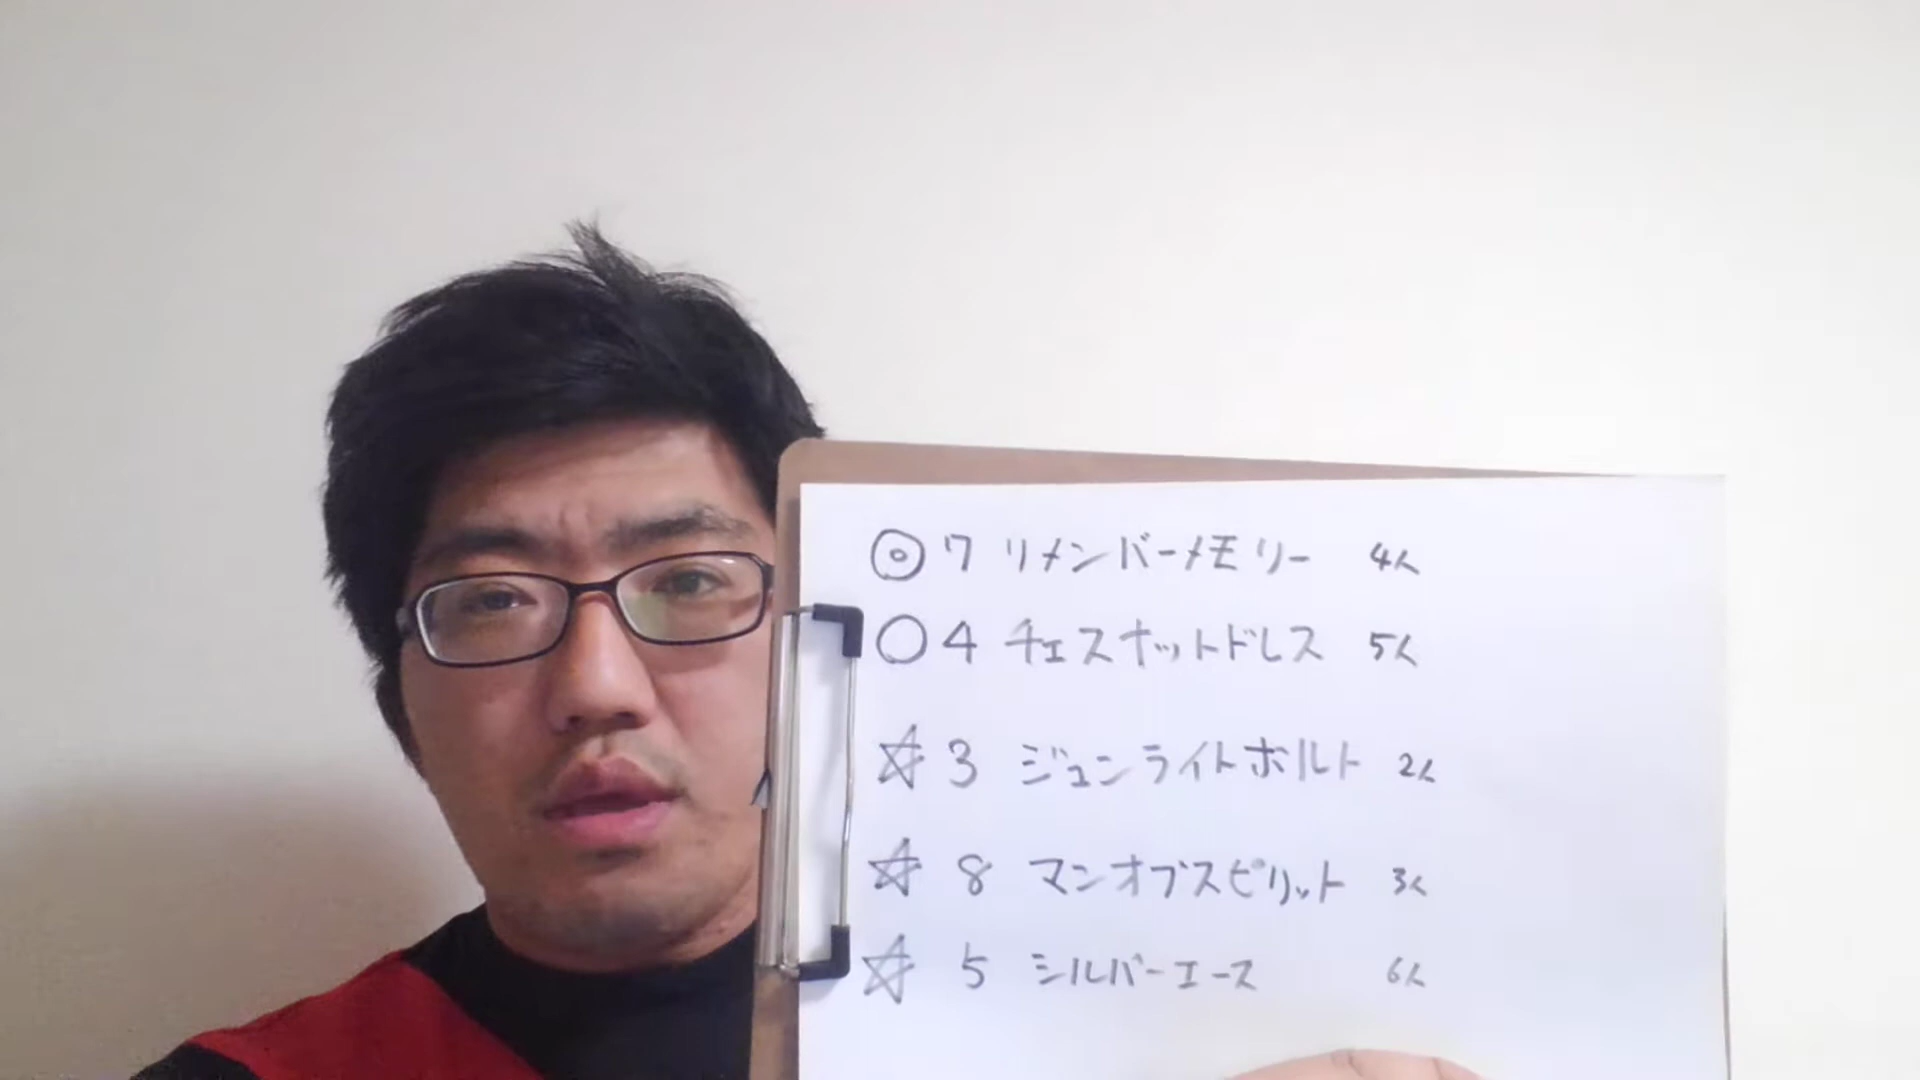 ◎ 7 リメンバーメモリー 4人
○ 4 チェスナットドレス 5人
☆ 3 ジュンライトボルト 2人
☆ 8 マンオブスピリット 3人
☆ 5 シルバーエース 6人